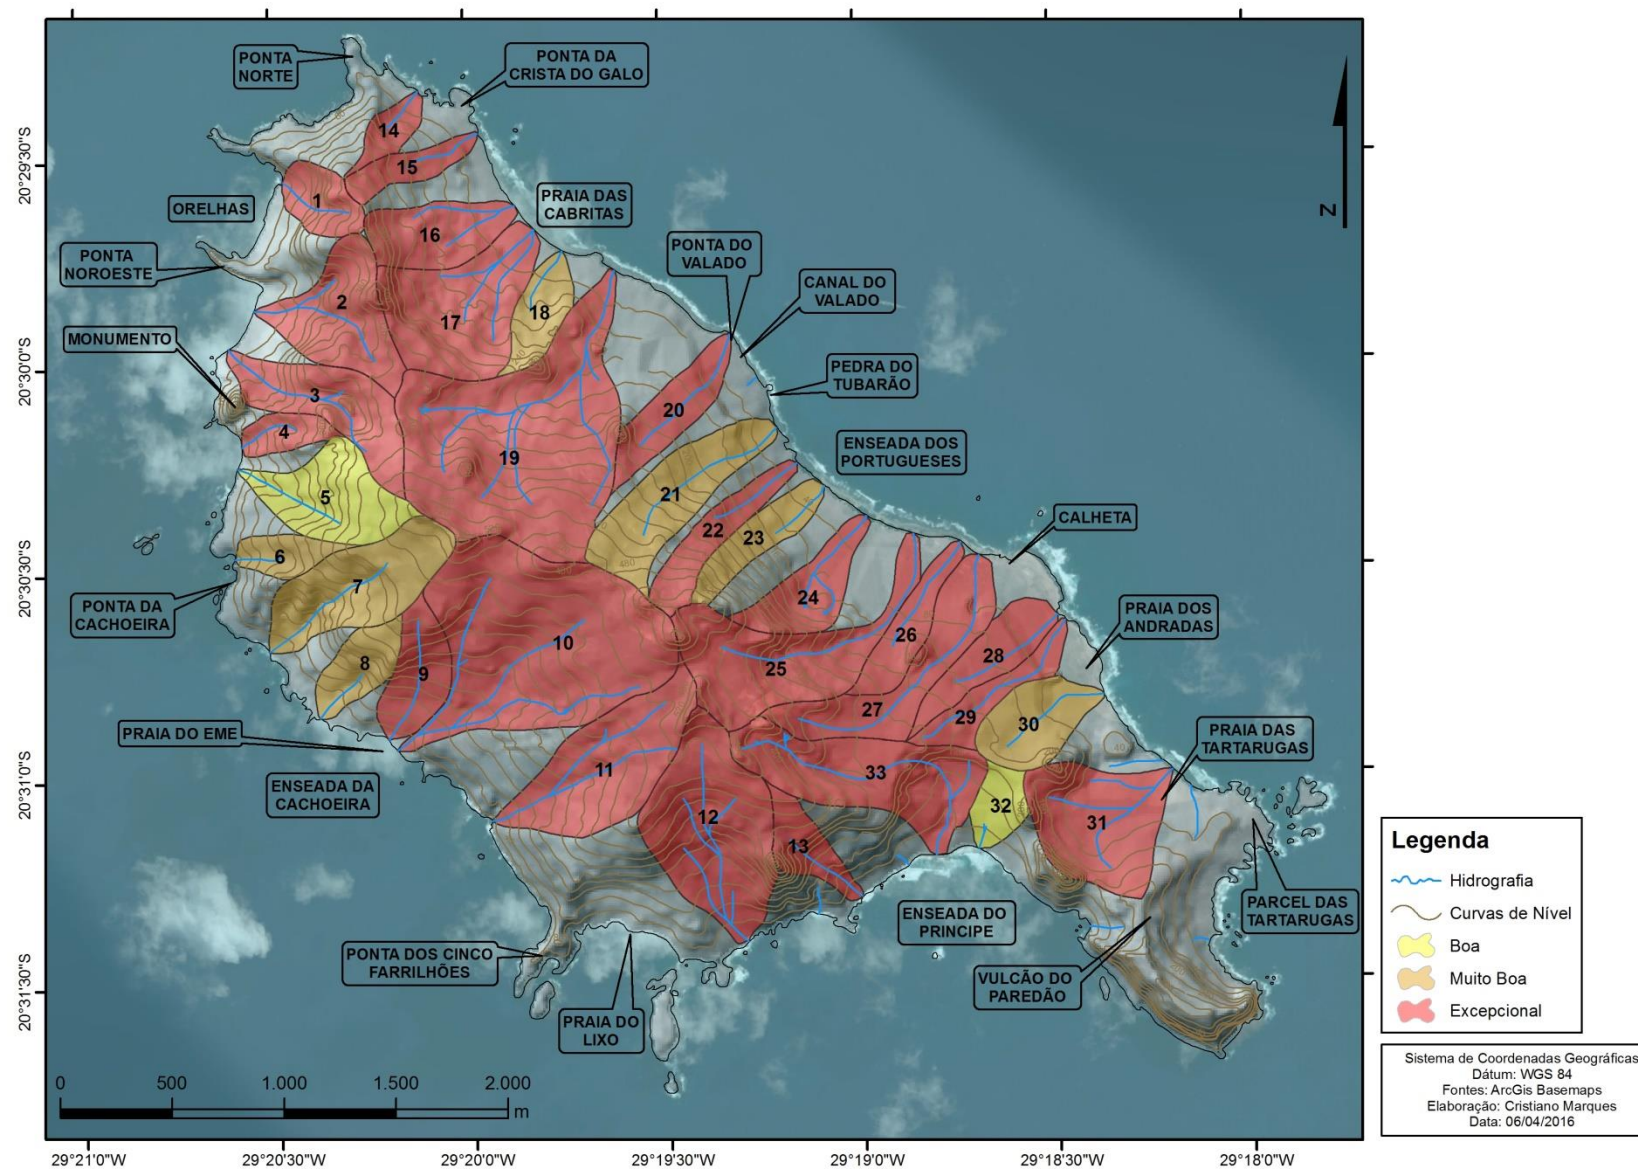 PONTA
NORTE
PONTA DA
CRISTA DO GALO
14
15
1
ORELHAS
PRAIA DAS
CABRITAS
16
PONTA
NOROESTE
PONTA DO
VALADO
CANAL DO
VALADO
2
17
18
MONUMENTO
PEDRA DO
TUBARÃO
3
4
20
19
ENSEADA DOS
PORTUGUESES
5
21
22
23
CALHETA
6
7
480
PONTA DA
CACHOEIRA
24
PRAIA DOS
ANDRADAS
10
26
8
9
25
28
27
29
30
PRAIA DO EME
PRAIA DAS
TARTARUGAS
40
11
33
ENSEADA DA
CACHOEIRA
12
32
31
13
PONTA DOS CINCO
FARRILHÕES
ENSEADA DO
PRINCIPE
PARCEL DAS
TARTARUGAS
VULCÃO DO
PAREDÃO
PRAIA DO
LIXO
N
0 500 1.000 1.500 2.000
m
20°29'30"S
20°30'0"S
20°30'30"S
20°31'0"S
20°31'30"S
29°21'0"W 29°20'30"W 29°20'0"W 29°19'30"W 29°19'0"W 29°18'30"W 29°18'0"W
Legenda
Hidrografia
Curvas de Nível
Boa
Muito Boa
Excepcional
Sistema de Coordenadas Geográficas
Dátum: WGS 84
Fontes: ArcGis Basemaps
Elaboração: Cristiano Marques
Data: 06/04/2016